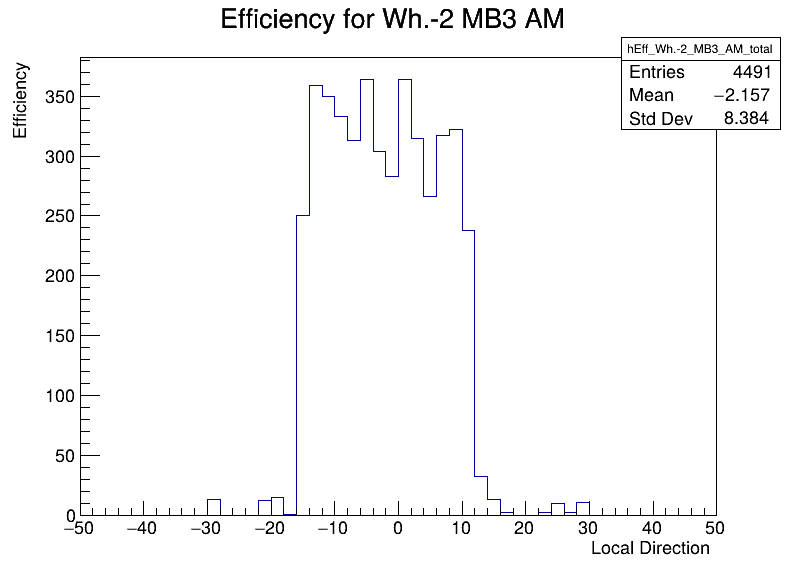 Efficiency for Wh.-2 MB3 AM
hEff_Wh.-2_MB3_AM_total
Entries 4491
Mean −2.157
Std Dev 8.384
Efficiency
350
300
250
200
150
100
50
0
−50 −40 −30 −20 −10 0 10 20 30 40 50
Local Direction